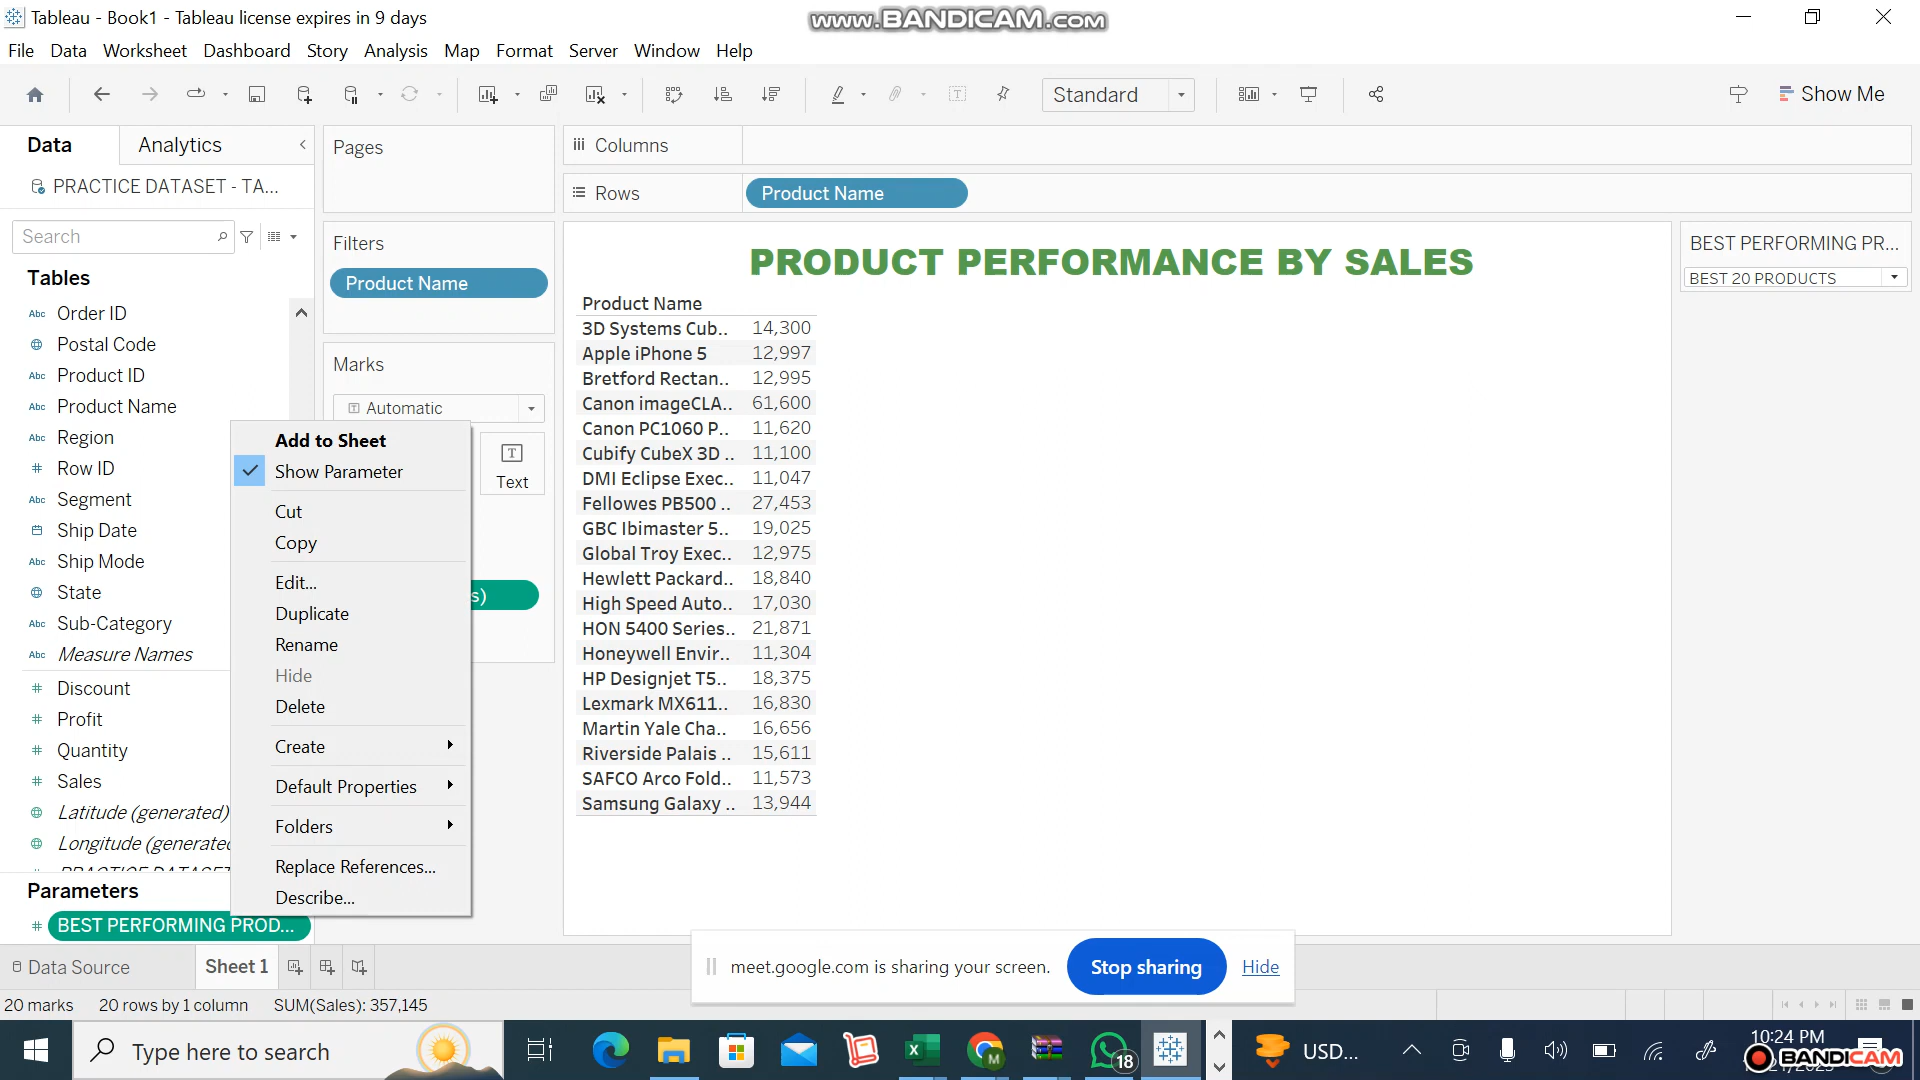 Tableau - Book1 - Tableau license expires in 9 days
www.BANDICAM.com
File Data Worksheet Dashboard Story Analysis Map Format Server Window Help
Standard
Show Me
Data
Analytics
PRACTICE DATASET - TA...
Search
Tables
Order ID
Postal Code
Product ID
Product Name
Region
Row ID
Segment
Ship Date
Ship Mode
State
Sub-Category
Measure Names
Discount
Profit
Quantity
Sales
Latitude (generated)
Longitude (generated
Parameters
BEST PERFORMING PROD...
Add to Sheet
Show Parameter
Cut
Copy
Edit...
Duplicate
Rename
Hide
Delete
Create
Default Properties
Folders
Replace References...
Describe...
Pages
Filters
Product Name
Marks
Automatic
Text
s)
Columns
Rows
Product Name
PRODUCT PERFORMANCE BY SALES
Product Name
3D Systems Cub.. 14,300
Apple iPhone 5 12,997
Bretford Rectan.. 12,995
Canon imageCLA.. 61,600
Canon PC1060 P.. 11,620
Cubify CubeX 3D .. 11,100
DMI Eclipse Exec.. 11,047
Fellowes PB500 .. 27,453
GBC Ibimaster 5.. 19,025
Global Troy Exec.. 12,975
Hewlett Packard.. 18,840
High Speed Auto.. 17,030
HON 5400 Series.. 21,871
Honeywell Envir.. 11,304
HP Designjet T5.. 18,375
Lexmark MX611.. 16,830
Martin Yale Cha.. 16,656
Riverside Palais .. 15,611
SAFCO Arco Fold.. 11,573
Samsung Galaxy .. 13,944
BEST PERFORMING PR...
BEST 20 PRODUCTS
meet.google.com is sharing your screen.
Stop sharing
Hide
Data Source
Sheet 1
20 marks 20 rows by 1 column SUM(Sales): 357,145
Type here to search
18
USD...
10:24 PM
BANDICAM